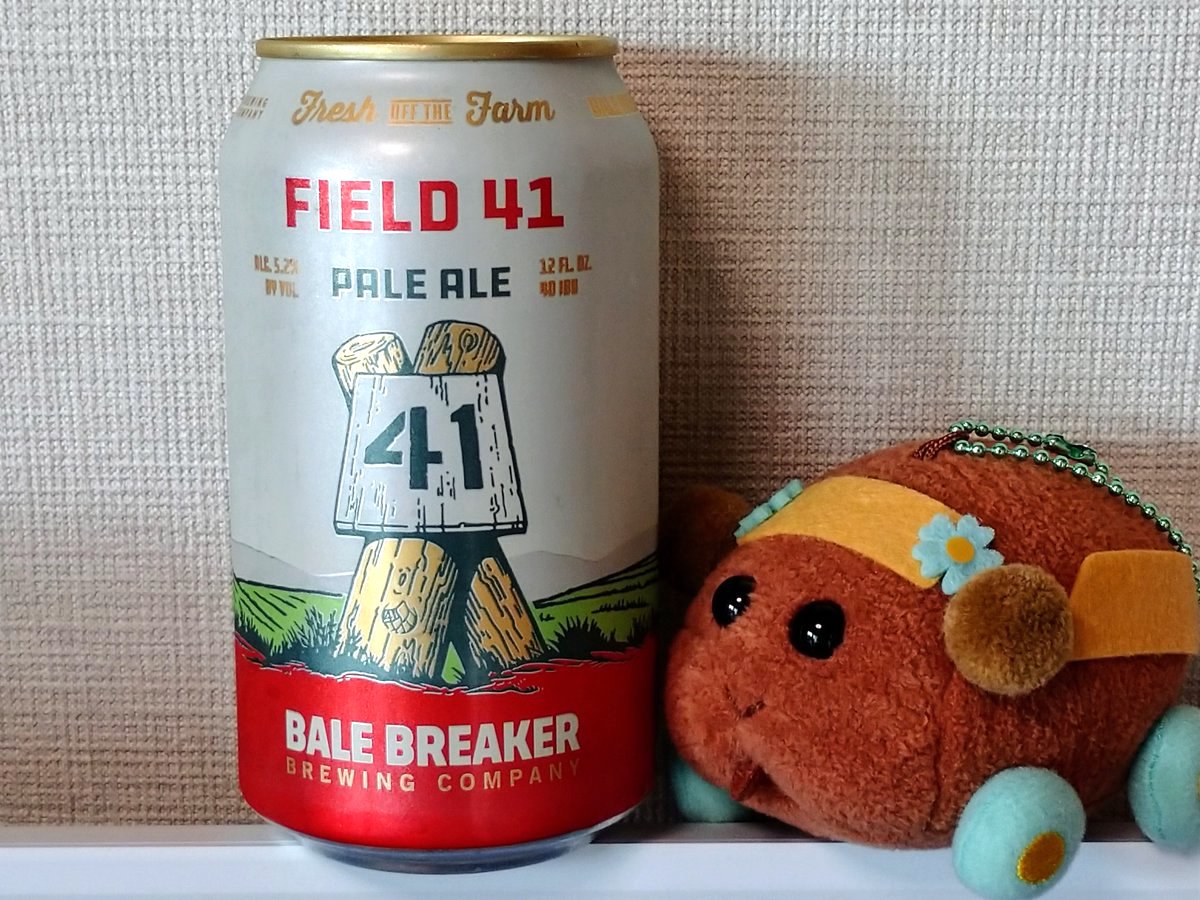 Fresh OFF THE Farm
FIELD 41
ALC. 5.2%
BY VOL.
PALE ALE
12 FL. OZ.
40 IBU
41
BALE BREAKER
BREWING COMPANY